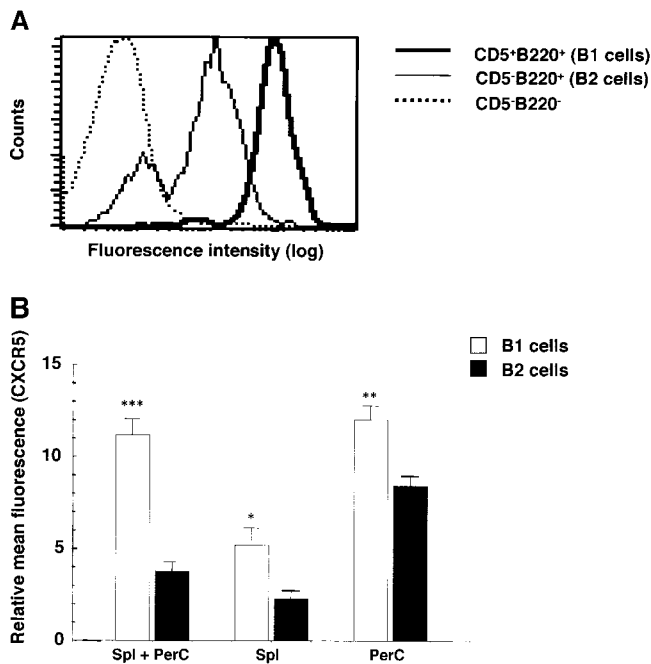 A
Counts
Fluorescence intensity (log)
CD5⁺B220⁺ (B1 cells)
CD5⁻B220⁺ (B2 cells)
CD5⁻B220⁻
B
Relative mean fluorescence (CXCR5)
15
10
5
0
***
*
**
Spl + PerC
Spl
PerC
B1 cells
B2 cells